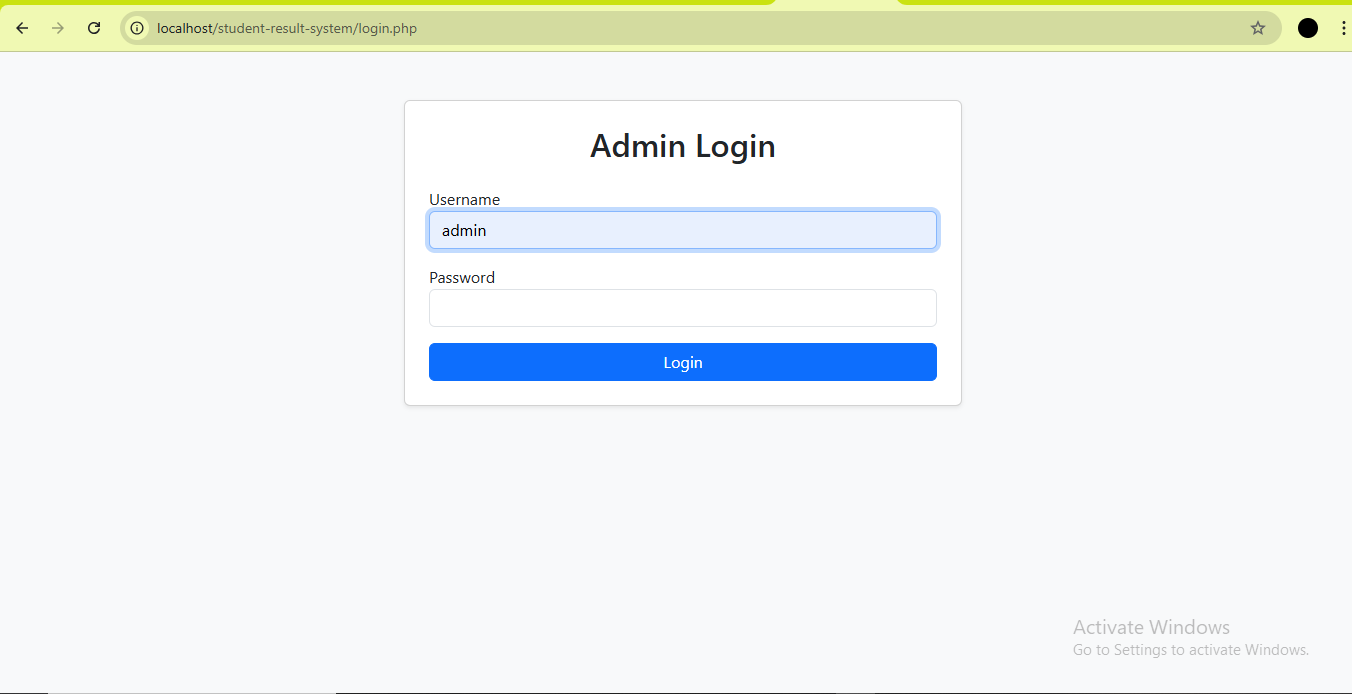 localhost/student-result-system/login.php
Admin Login
Username
admin
Password
Login
Activate Windows
Go to Settings to activate Windows.